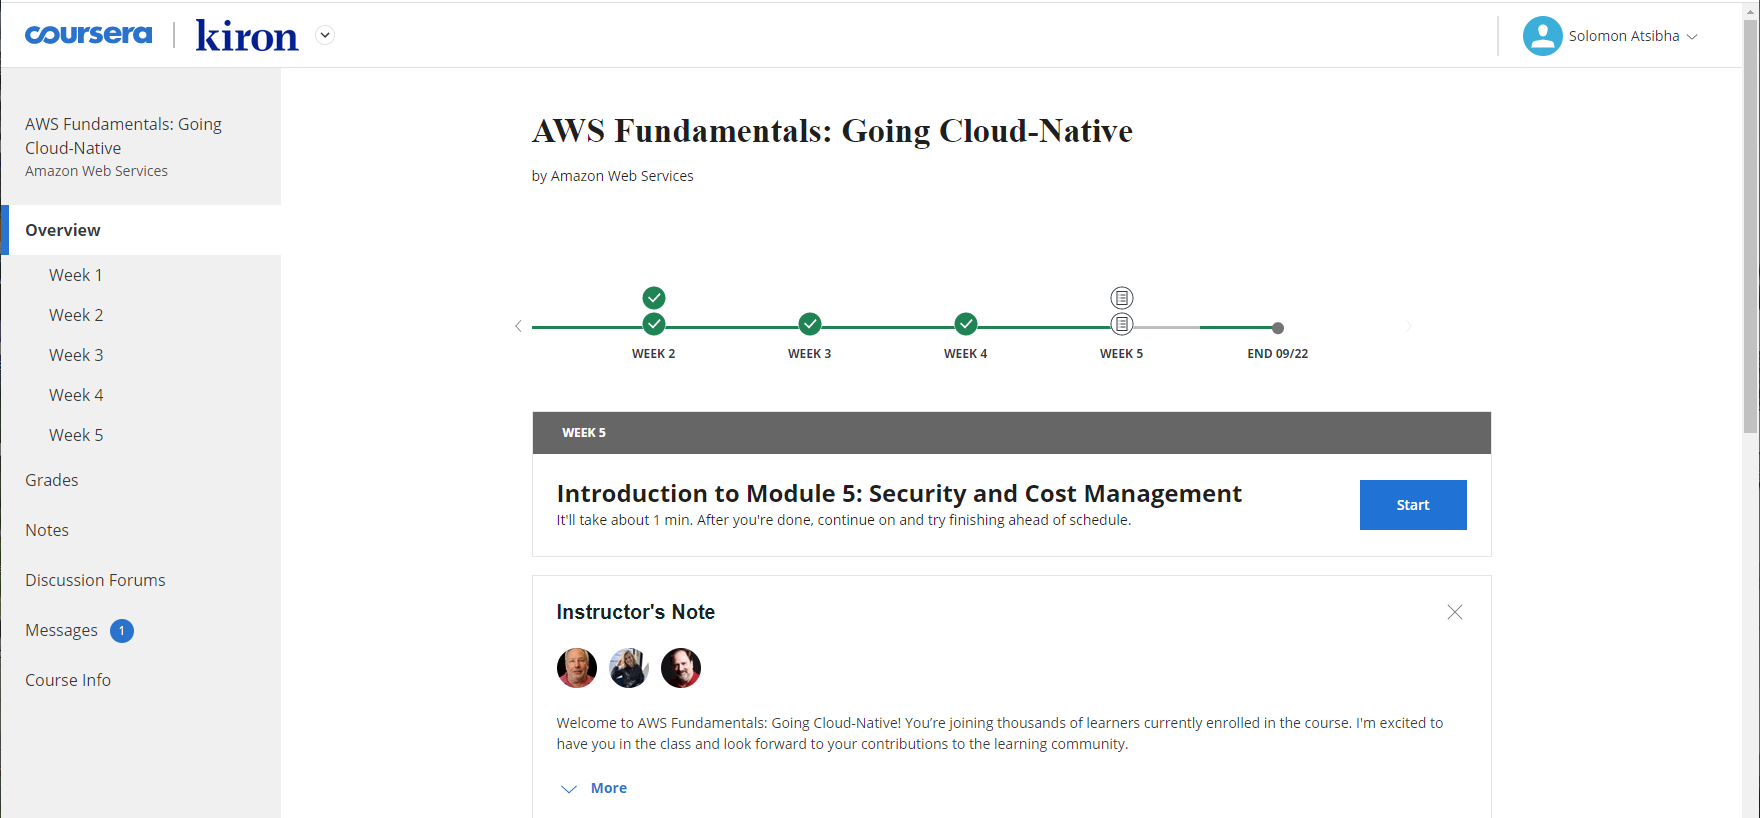 coursera | kiron
Solomon Atsibha
AWS Fundamentals: Going
Cloud-Native
Amazon Web Services
Overview
Week 1
Week 2
Week 3
Week 4
Week 5
Grades
Notes
Discussion Forums
Messages 1
Course Info
AWS Fundamentals: Going Cloud-Native
by Amazon Web Services
WEEK 2 WEEK 3 WEEK 4 WEEK 5 END 09/22
WEEK 5
Introduction to Module 5: Security and Cost Management
It'll take about 1 min. After you're done, continue on and try finishing ahead of schedule.
Start
Instructor's Note
Welcome to AWS Fundamentals: Going Cloud-Native! You’re joining thousands of learners currently enrolled in the course. I'm excited to
have you in the class and look forward to your contributions to the learning community.
More